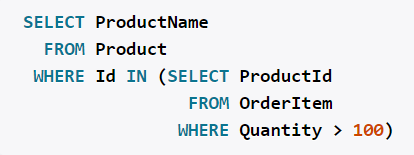 SELECT ProductName
FROM Product
WHERE Id IN (SELECT ProductId
FROM OrderItem
WHERE Quantity > 100)